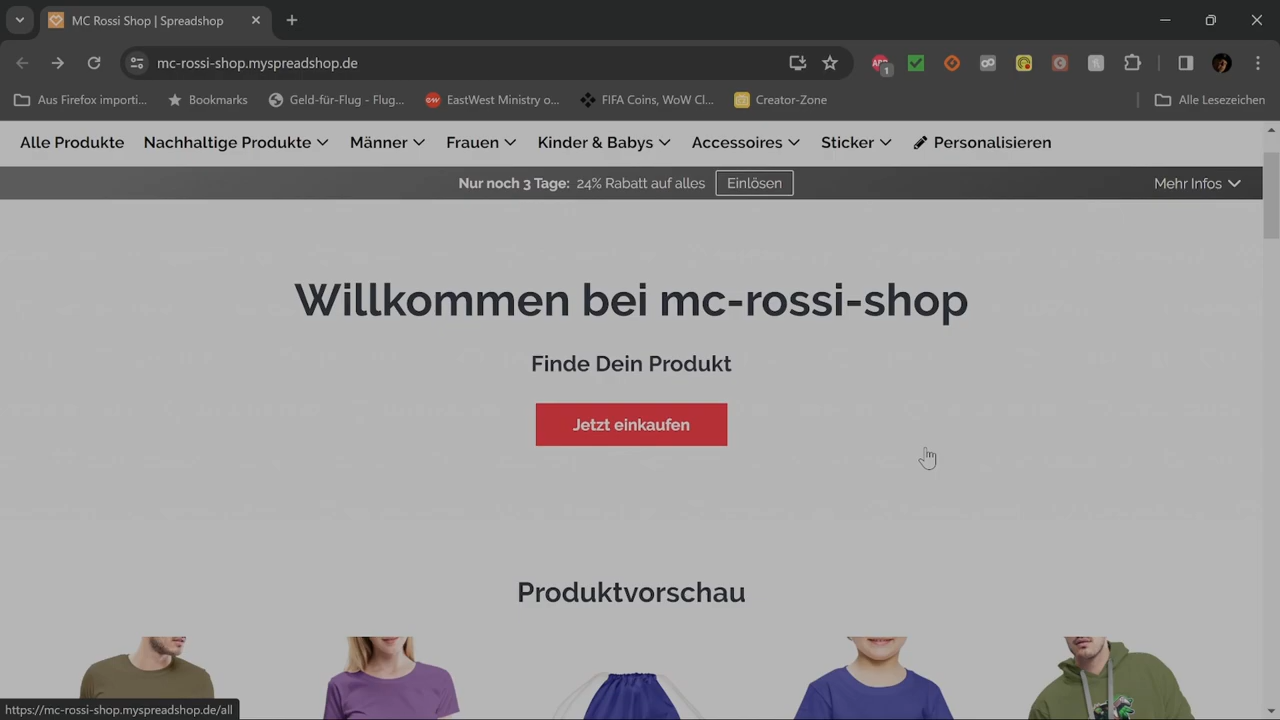 MC Rossi Shop | Spreadshop
mc-rossi-shop.myspreadshop.de
1
Aus Firefox importi...
Bookmarks
Geld-für-Flug - Flug...
EastWest Ministry o...
FIFA Coins, WoW Cl...
Creator-Zone
Alle Lesezeichen
Alle Produkte
Nachhaltige Produkte
Männer
Frauen
Kinder & Babys
Accessoires
Sticker
Personalisieren
Nur noch 3 Tage: 24% Rabatt auf alles
Einlösen
Mehr Infos
Willkommen bei mc-rossi-shop
Finde Dein Produkt
Jetzt einkaufen
Produktvorschau
https://mc-rossi-shop.myspreadshop.de/all